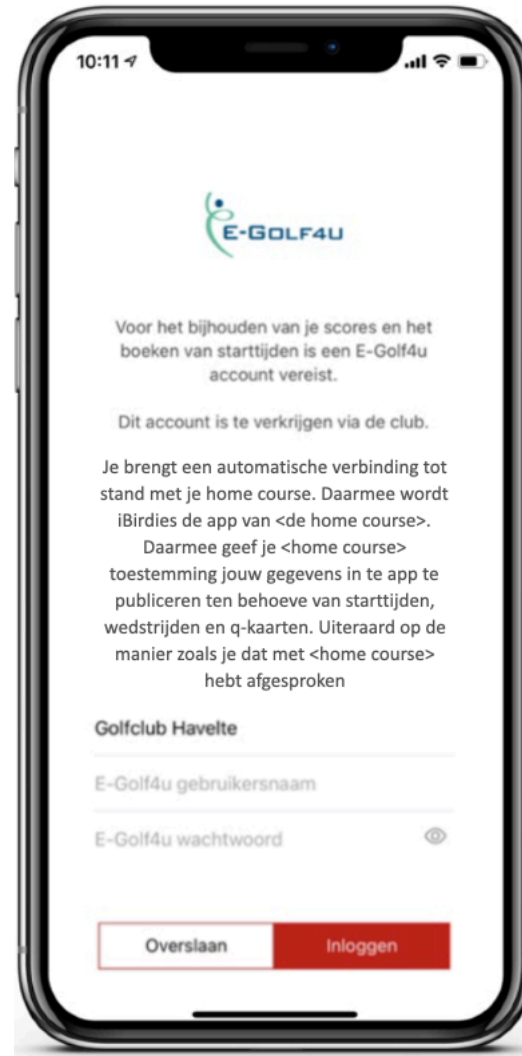 10:11
E-GOLF4U
Voor het bijhouden van je scores en het
boeken van starttijden is een E-Golf4u
account vereist.
Dit account is te verkrijgen via de club.
Je brengt een automatische verbinding tot
stand met je home course. Daarmee wordt
iBirdies de app van <de home course>.
Daarmee geef je <home course>
toestemming jouw gegevens in te app te
publiceren ten behoeve van starttijden,
wedstrijden en q-kaarten. Uiteraard op de
manier zoals je dat met <home course>
hebt afgesproken
Golfclub Havelte
E-Golf4u gebruikersnaam
E-Golf4u wachtwoord
Overslaan
Inloggen